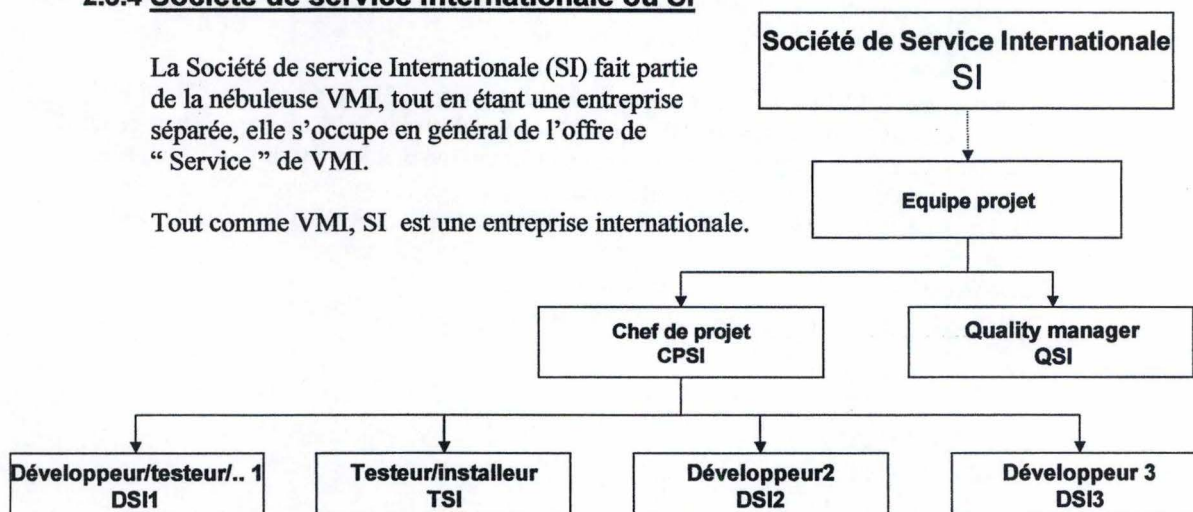 2.3.4 Société de service Internationale ou SI
La Société de service Internationale (SI) fait partie
de la nébuleuse VMI, tout en étant une entreprise
séparée, elle s’occupe en général de l’offre de
“ Service ” de VMI.
Tout comme VMI, SI est une entreprise internationale.
Société de Service Internationale
SI
Equipe projet
Chef de projet
CPSI
Quality manager
QSI
Développeur/testeur/.. 1
DSI1
Testeur/installeur
TSI
Développeur2
DSI2
Développeur 3
DSI3